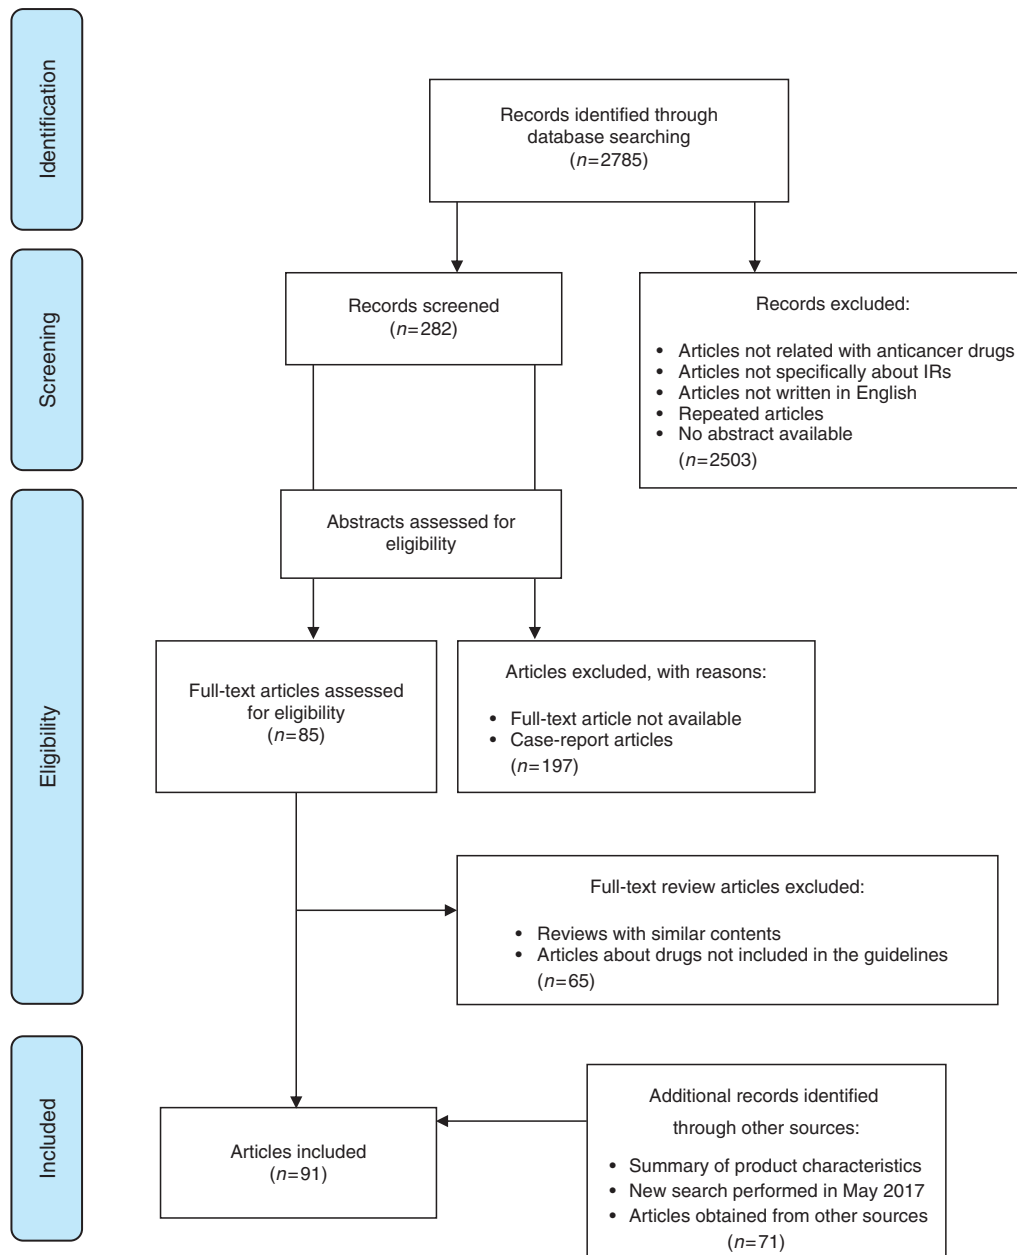 Identification
Records identified through
database searching
(n=2785)
Screening
Records screened
(n=282)
Records excluded:
• Articles not related with anticancer drugs
• Articles not specifically about IRs
• Articles not written in English
• Repeated articles
• No abstract available
(n=2503)
Eligibility
Abstracts assessed for
eligibility
Full-text articles assessed
for eligibility
(n=85)
Articles excluded, with reasons:
• Full-text article not available
• Case-report articles
(n=197)
Full-text review articles excluded:
• Reviews with similar contents
• Articles about drugs not included in the guidelines
(n=65)
Included
Articles included
(n=91)
Additional records identified
through other sources:
• Summary of product characteristics
• New search performed in May 2017
• Articles obtained from other sources
(n=71)